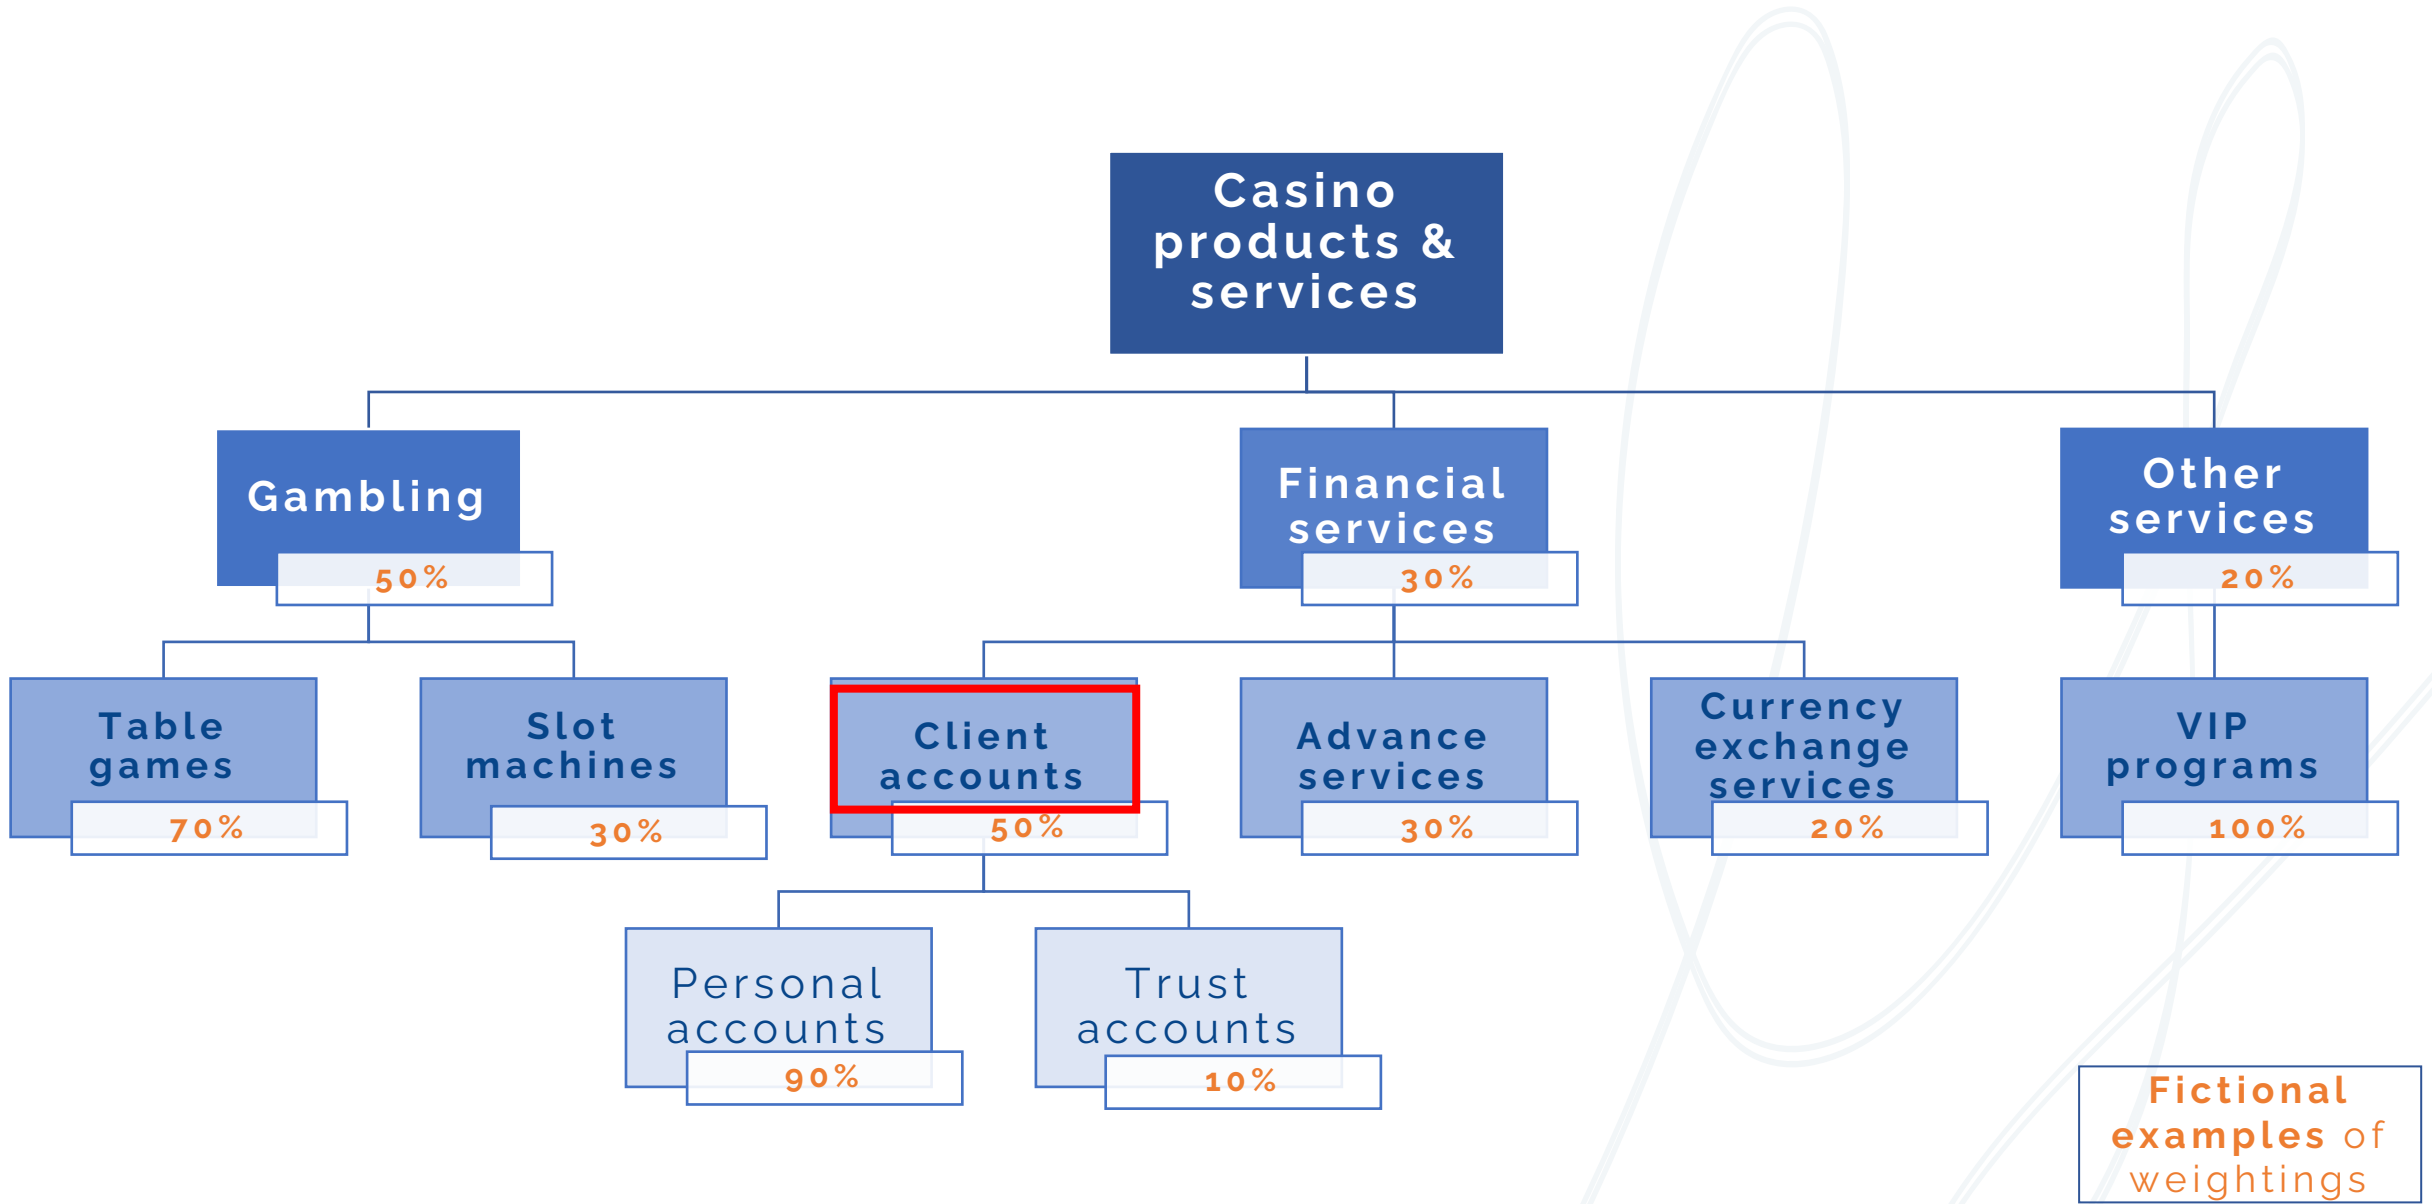 Casino
products &
services
Gambling
50%
Financial
services
30%
Other
services
20%
Table
games
70%
Slot
machines
30%
Client
accounts
50%
Advance
services
30%
Currency
exchange
services
20%
VIP
programs
100%
Personal
accounts
90%
Trust
accounts
10%
Fictional
examples of
weightings